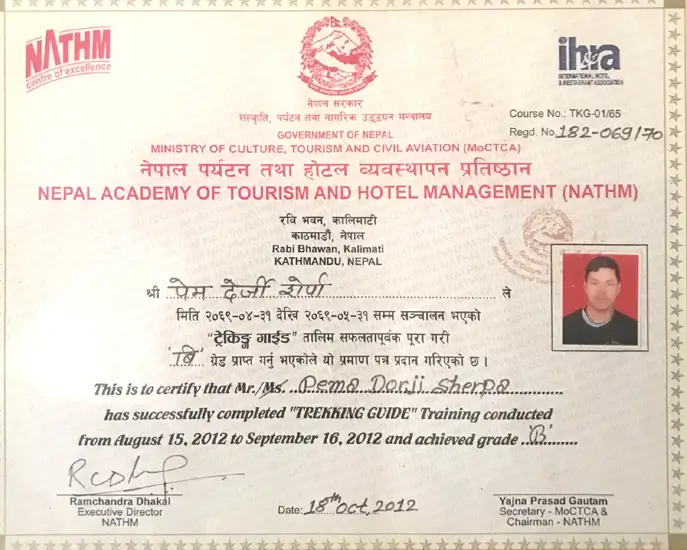 NATHM
centre of excellence
ih&ra
INTERNATIONAL HOTEL
& RESTAURANT ASSOCIATION
नेपाल सरकार
संस्कृति, पर्यटन तथा नागरिक उड्डयन मन्त्रालय
GOVERNMENT OF NEPAL
Course No.: TKG-01/65
Regd. No. 182-069/70
MINISTRY OF CULTURE, TOURISM AND CIVIL AVIATION (MoCTCA)
नेपाल पर्यटन तथा होटल व्यवस्थापन प्रतिष्ठान
NEPAL ACADEMY OF TOURISM AND HOTEL MANAGEMENT (NATHM)
रवि भवन, कालिमाटी
काठमाडौं, नेपाल
Rabi Bhawan, Kalimati
KATHMANDU, NEPAL
श्री पेम दोर्जी शेर्पा ले
मिति २०६९-०४-३१ देखि २०६९-०५-३१ सम्म सञ्चालन भएको
"ट्रेकिङ्ग गाईड" तालिम सफलतापूर्वक पूरा गरी
'बि' ग्रेड प्राप्त गर्नु भएकोले यो प्रमाण पत्र प्रदान गरिएको छ ।
This is to certify that Mr./Ms. Pema Dorji Sherpa
has successfully completed "TREKKING GUIDE" Training conducted
from August 15, 2012 to September 16, 2012 and achieved grade 'B'
Ramchandra Dhakal
Executive Director
NATHM
Date: 18th Oct, 2012
Yajna Prasad Gautam
Secretary - MoCTCA &
Chairman - NATHM